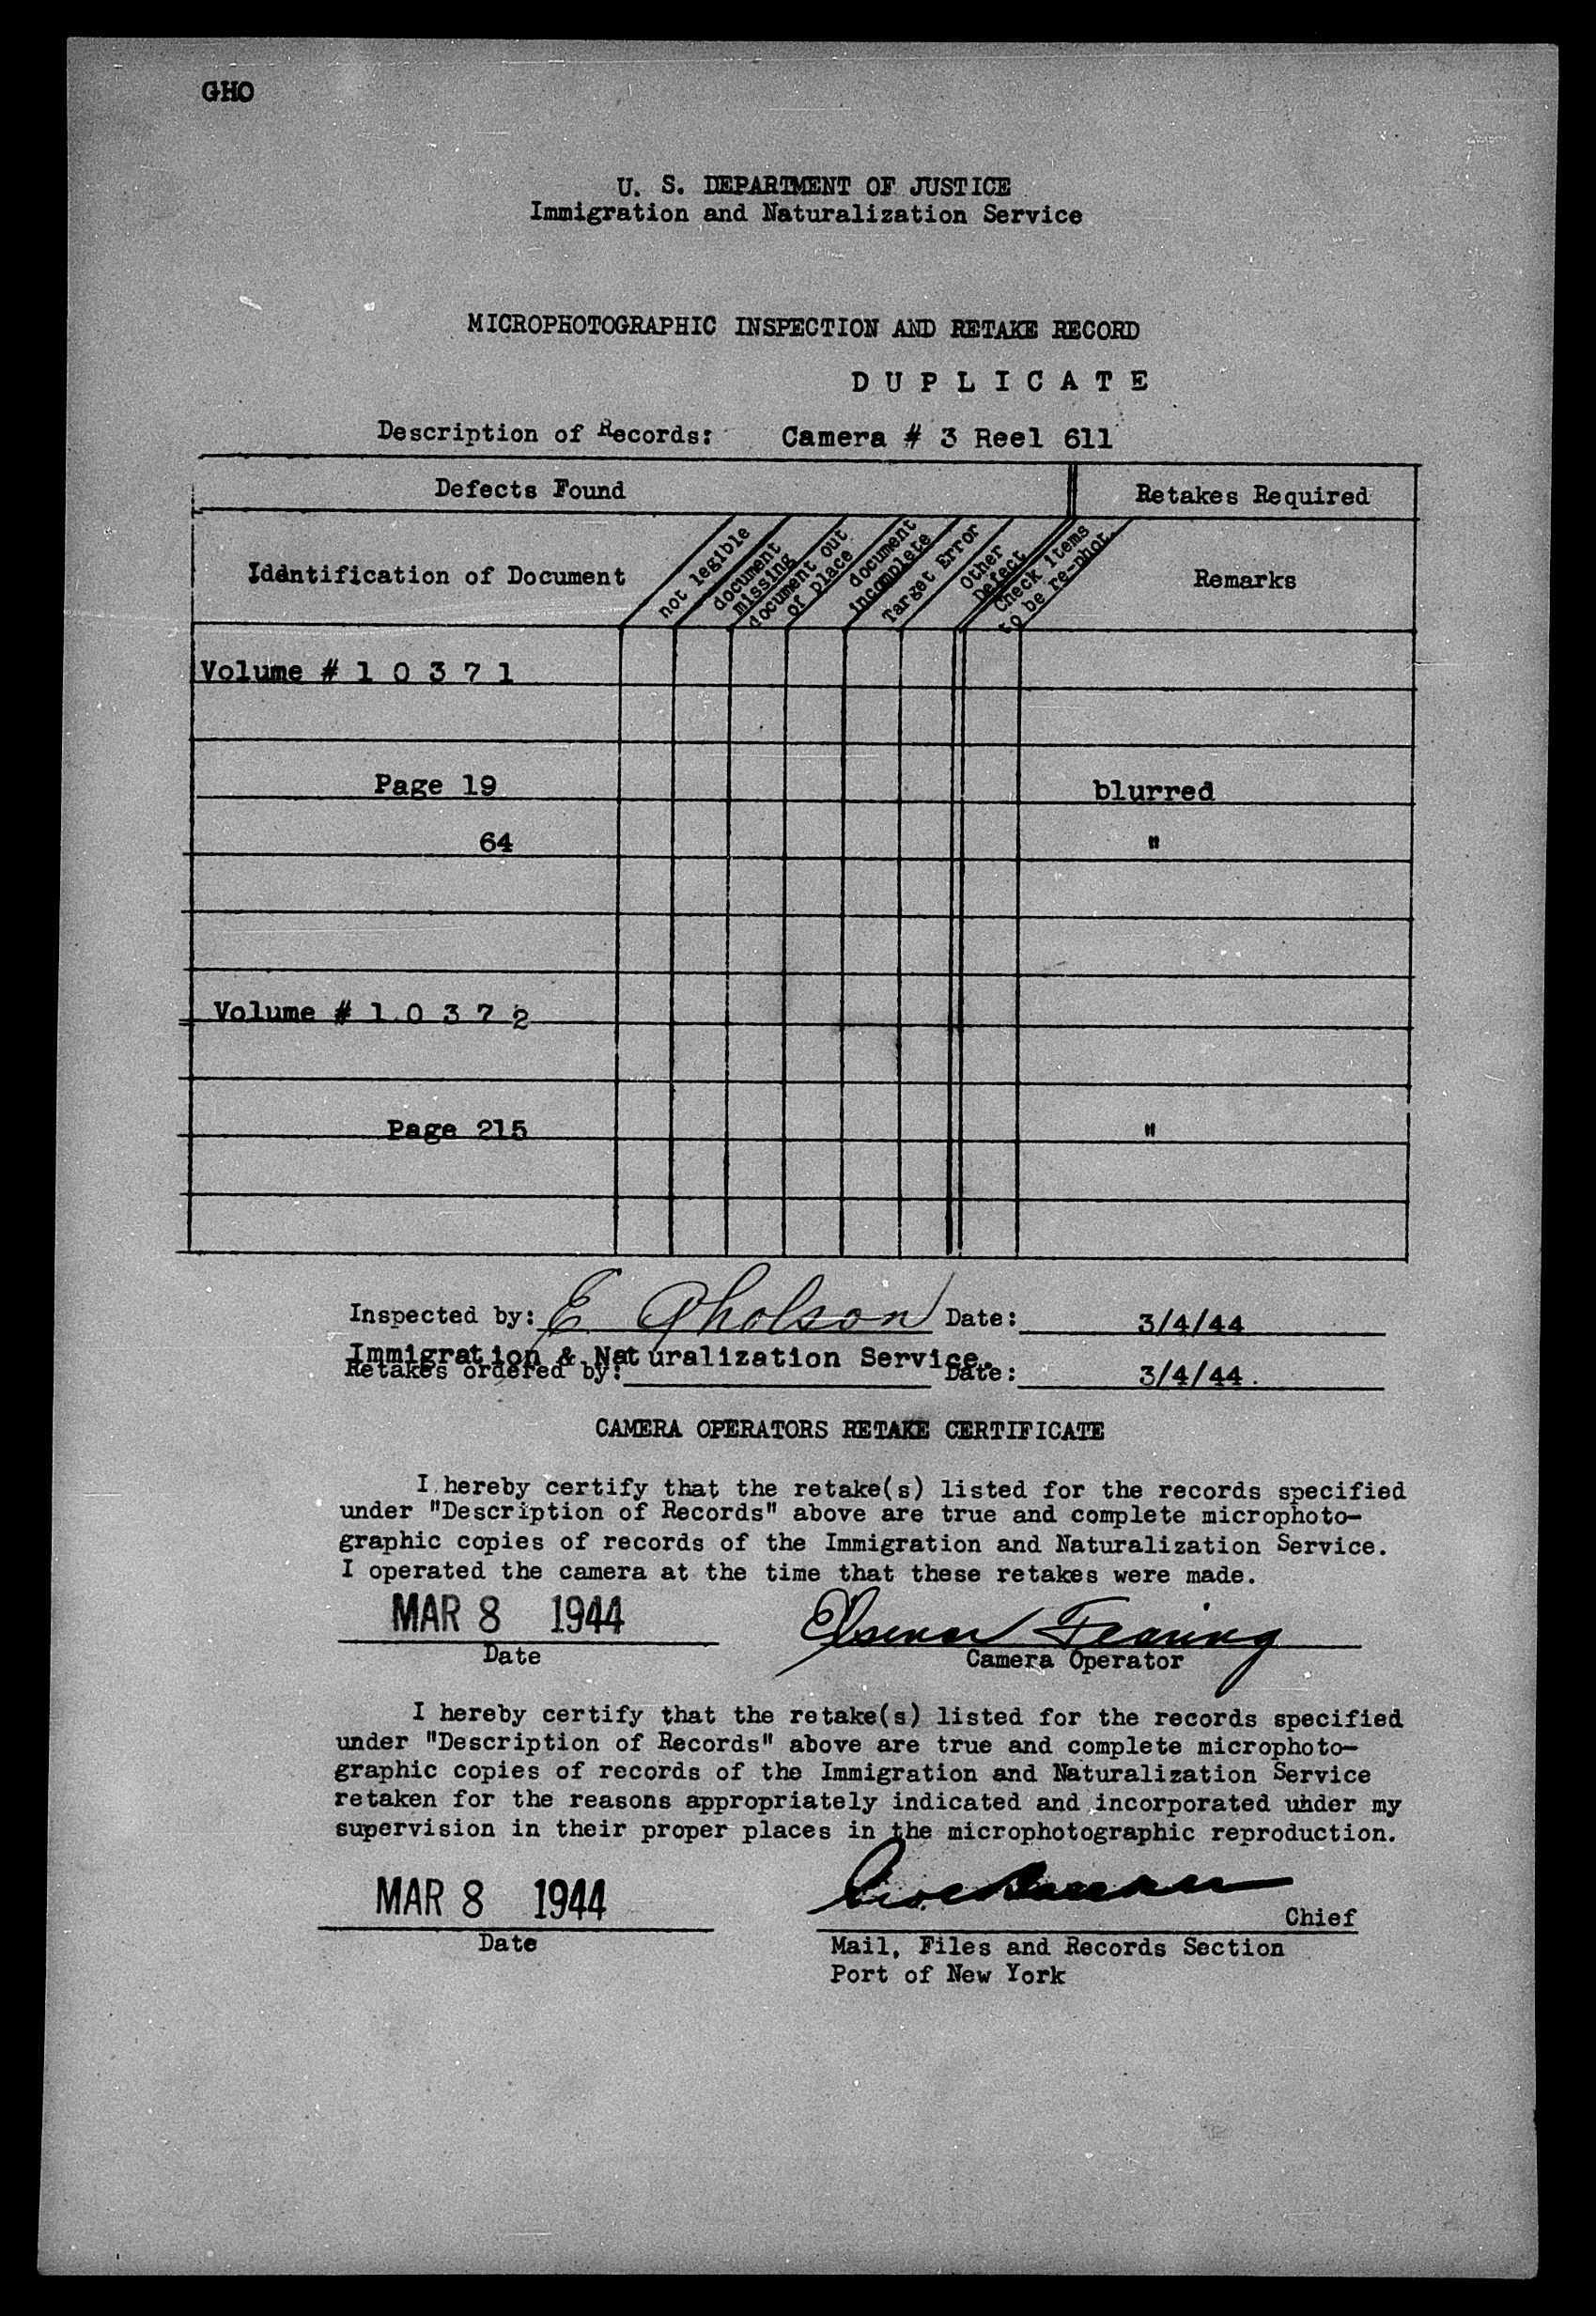 GHO
U. S. DEPARTMENT OF JUSTICE
Immigration and Naturalization Service
MICROPHOTOGRAPHIC INSPECTION AND RETAKE RECORD
D U P L I C A T E
Description of Records: Camera # 3 Reel 611
Defects Found Retakes Required
Identification of Document
not legible
document missing
document out of place
document incomplete
Target Error
Other Defect
Check items to be re-phot.
Remarks
Volume # 1 0 3 7 1
Page 19 blurred
64 "
Volume # 1 0 3 7 2
Page 215 "
Inspected by: E Gholson Date: 3/4/44
Immigration & Naturalization Service.
Retakes ordered by: Date: 3/4/44.
CAMERA OPERATORS RETAKE CERTIFICATE
I hereby certify that the retake(s) listed for the records specified
under "Description of Records" above are true and complete microphoto-
graphic copies of records of the Immigration and Naturalization Service.
I operated the camera at the time that these retakes were made.
MAR 8 1944
Date
Fearing
Camera Operator
I hereby certify that the retake(s) listed for the records specified
under "Description of Records" above are true and complete microphoto-
graphic copies of records of the Immigration and Naturalization Service
retaken for the reasons appropriately indicated and incorporated under my
supervision in their proper places in the microphotographic reproduction.
MAR 8 1944
Date
Chief
Mail, Files and Records Section
Port of New York